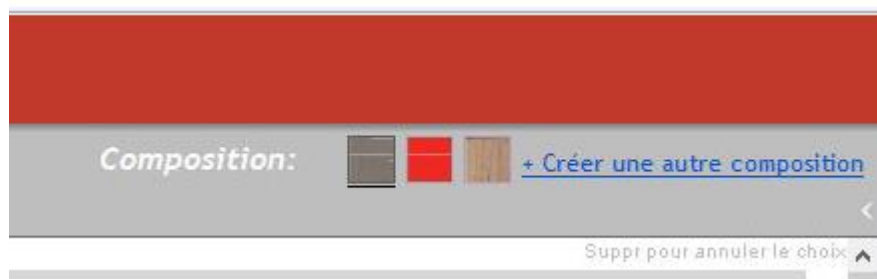 Composition: + Créer une autre composition
Suppr pour annuler le choix